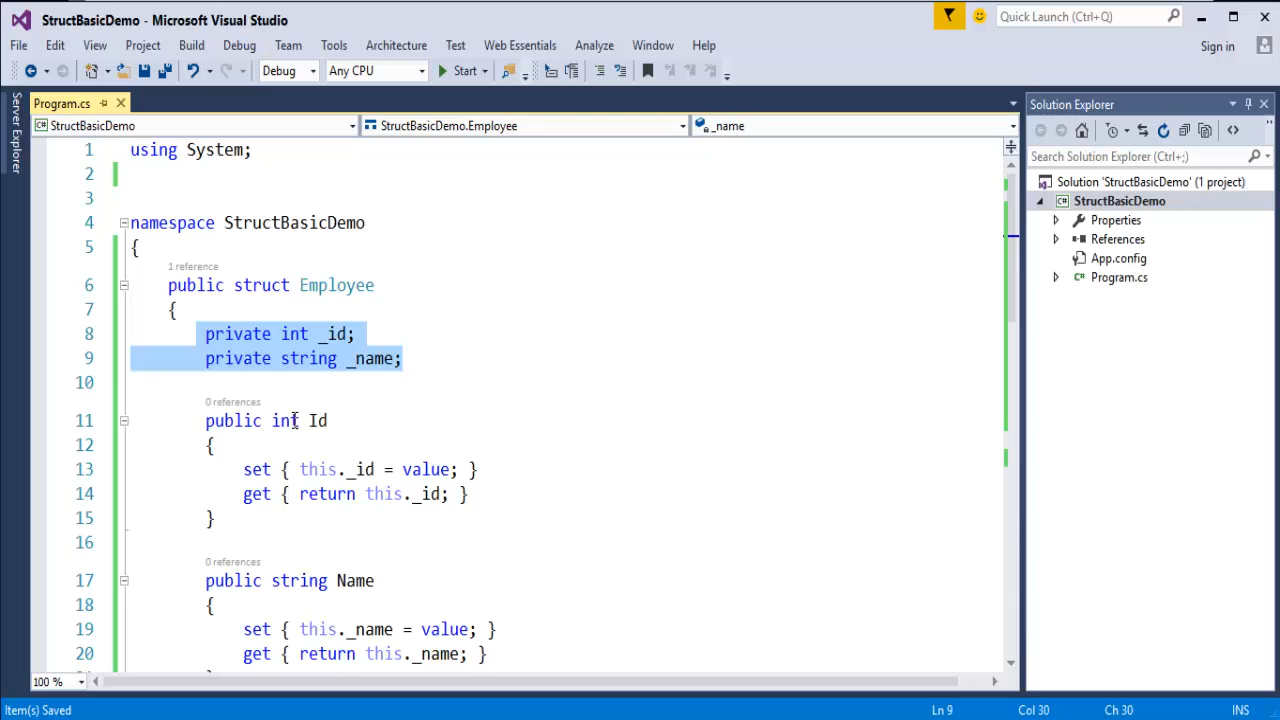 StructBasicDemo - Microsoft Visual Studio
Quick Launch (Ctrl+Q)
File Edit View Project Build Debug Team Tools Architecture Test Web Essentials Analyze Window Help
Sign in
Debug Any CPU Start
Server Explorer
Program.cs
StructBasicDemo StructBasicDemo.Employee _name
1 using System;
2
3
4 namespace StructBasicDemo
5 {
1 reference
6 public struct Employee
7 {
8 private int _id;
9 private string _name;
10
0 references
11 public int Id
12 {
13 set { this._id = value; }
14 get { return this._id; }
15 }
16
0 references
17 public string Name
18 {
19 set { this._name = value; }
20 get { return this._name; }
100 %
Solution Explorer
Search Solution Explorer (Ctrl+;)
Solution 'StructBasicDemo' (1 project)
StructBasicDemo
Properties
References
App.config
Program.cs
Item(s) Saved Ln 9 Col 30 Ch 30 INS